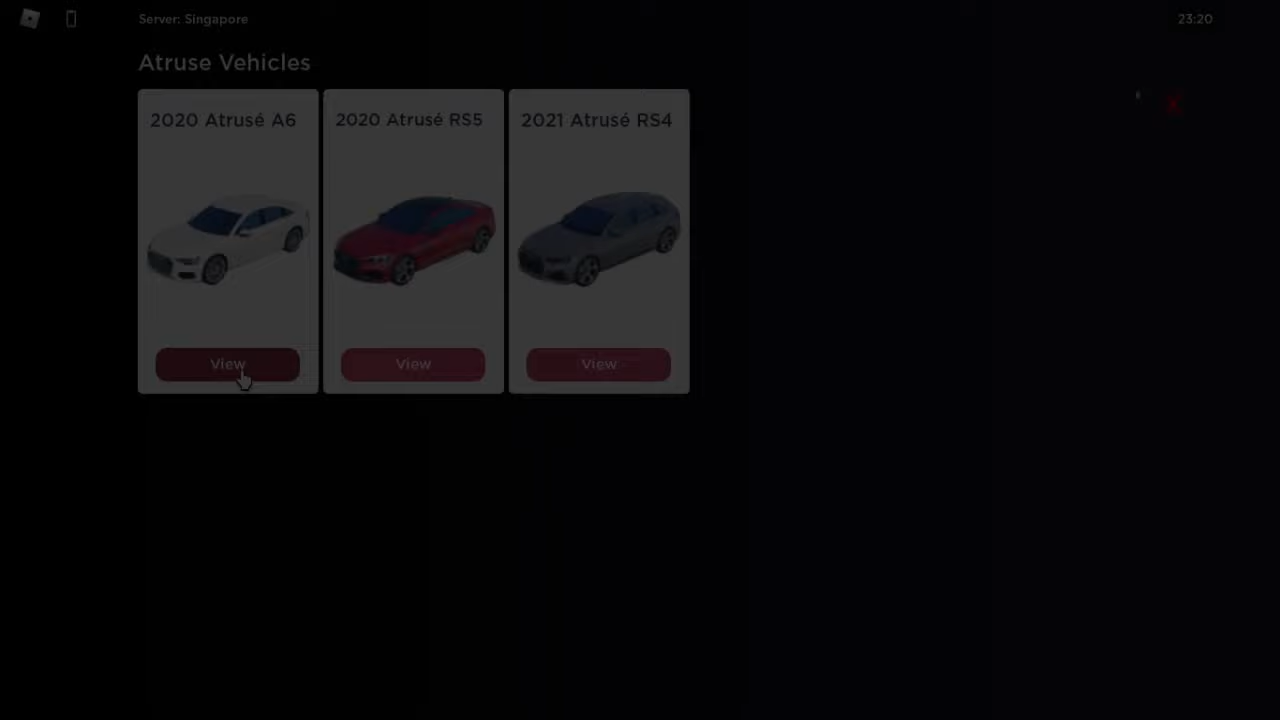 Server: Singapore
23:20
Atruse Vehicles
2020 Atrusé A6
2020 Atrusé RS5
2021 Atrusé RS4
View
View
View
X